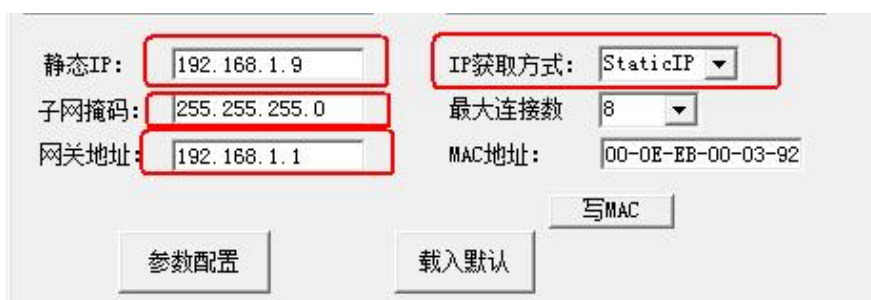 静态IP: 192.168.1.9 IP获取方式: StaticIP
子网掩码: 255.255.255.0 最大连接数 8
网关地址: 192.168.1.1 MAC地址: 00-0E-EB-00-03-92
写MAC
参数配置 载入默认